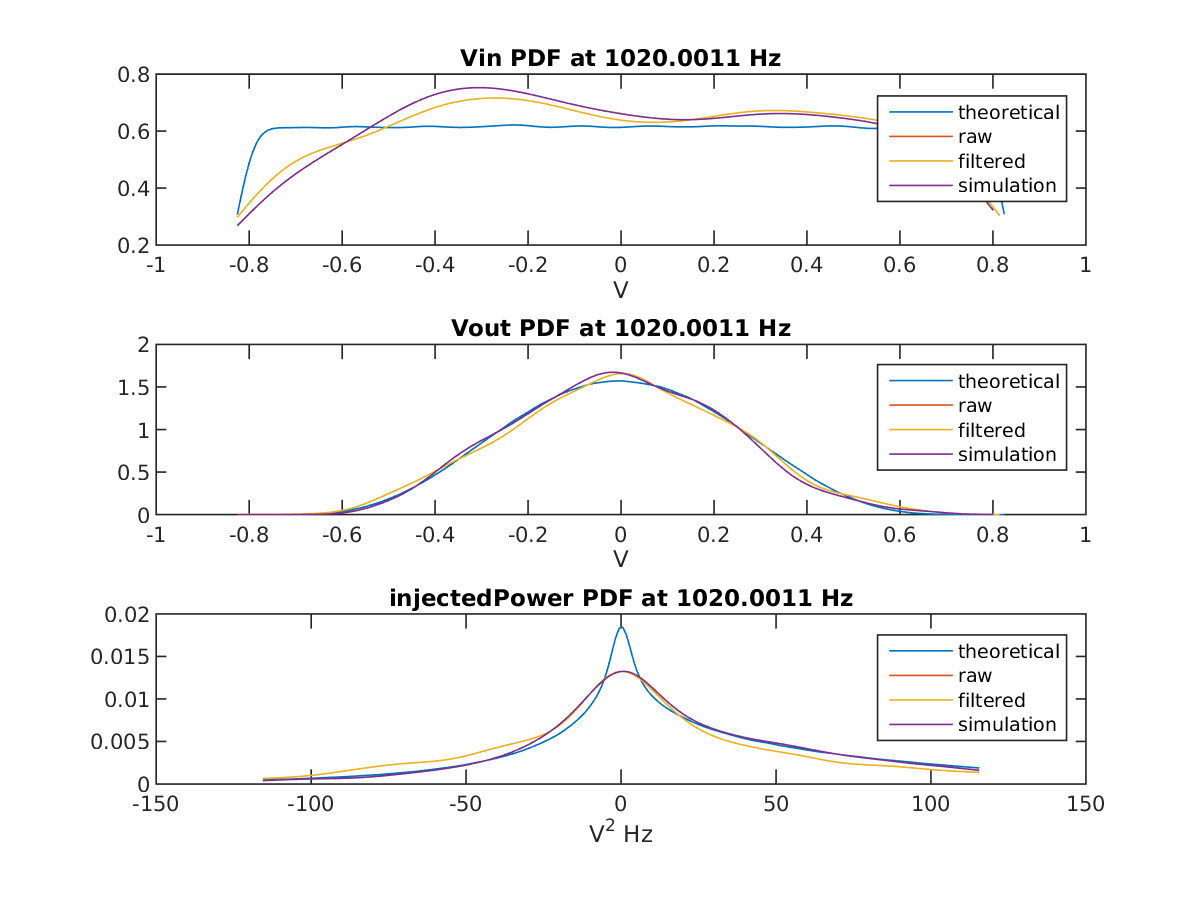 Vin PDF at 1020.0011 Hz
0.8
0.6
0.4
0.2
-1 -0.8 -0.6 -0.4 -0.2 0 0.2 0.4 0.6 0.8 1
V
theoretical
raw
filtered
simulation
Vout PDF at 1020.0011 Hz
2
1.5
1
0.5
0
-1 -0.8 -0.6 -0.4 -0.2 0 0.2 0.4 0.6 0.8 1
V
theoretical
raw
filtered
simulation
injectedPower PDF at 1020.0011 Hz
0.02
0.015
0.01
0.005
0
-150 -100 -50 0 50 100 150
V² Hz
theoretical
raw
filtered
simulation